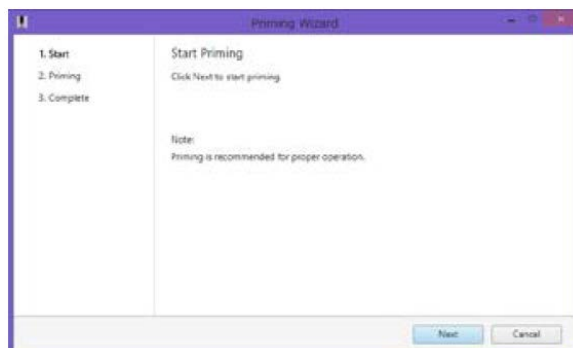 Priming Wizard
1. Start
2. Priming
3. Complete
Start Priming
Click Next to start priming.
Note:
Priming is recommended for proper operation.
Next
Cancel